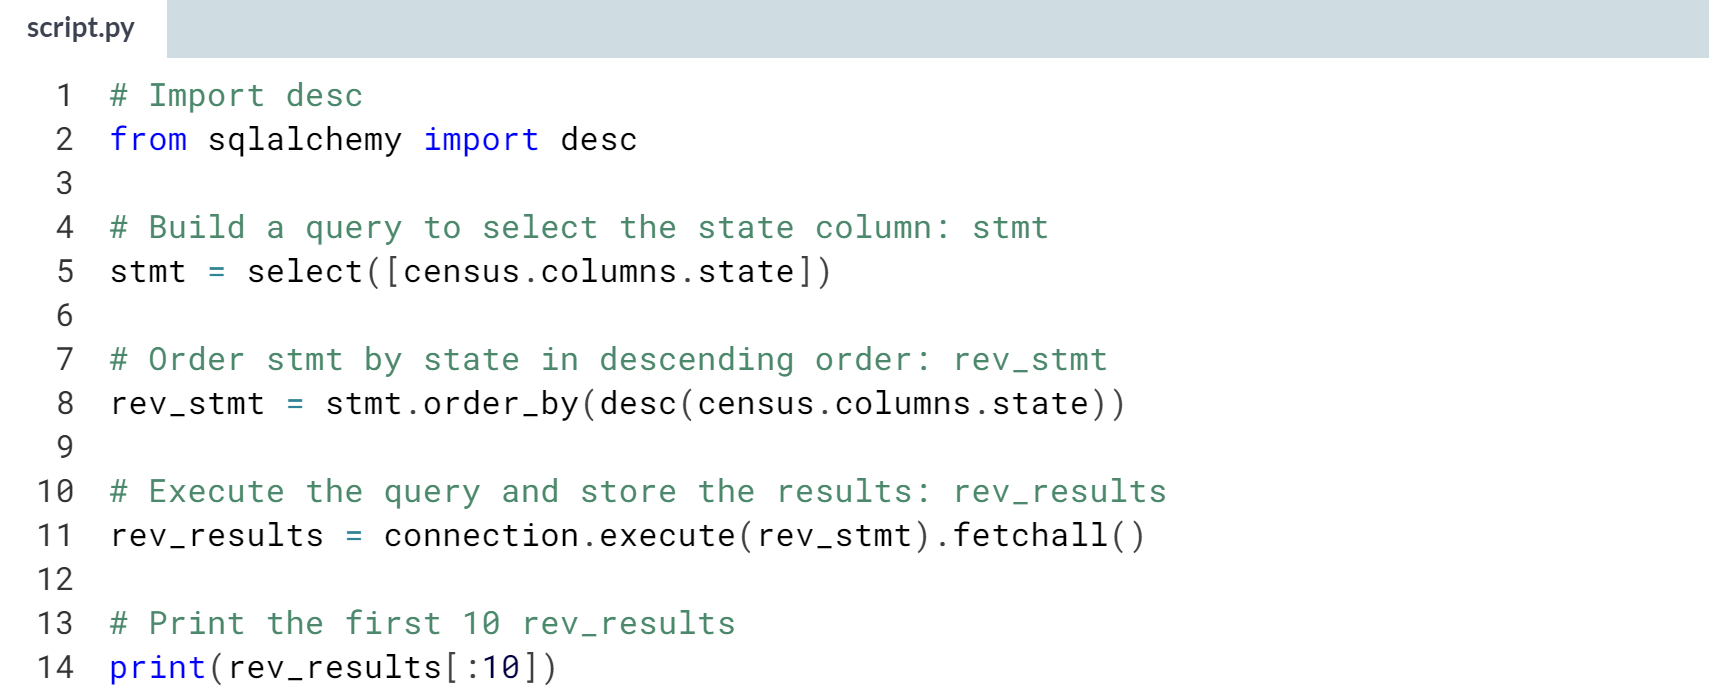 script.py
1 # Import desc
2 from sqlalchemy import desc
3
4 # Build a query to select the state column: stmt
5 stmt = select([census.columns.state])
6
7 # Order stmt by state in descending order: rev_stmt
8 rev_stmt = stmt.order_by(desc(census.columns.state))
9
10 # Execute the query and store the results: rev_results
11 rev_results = connection.execute(rev_stmt).fetchall()
12
13 # Print the first 10 rev_results
14 print(rev_results[:10])